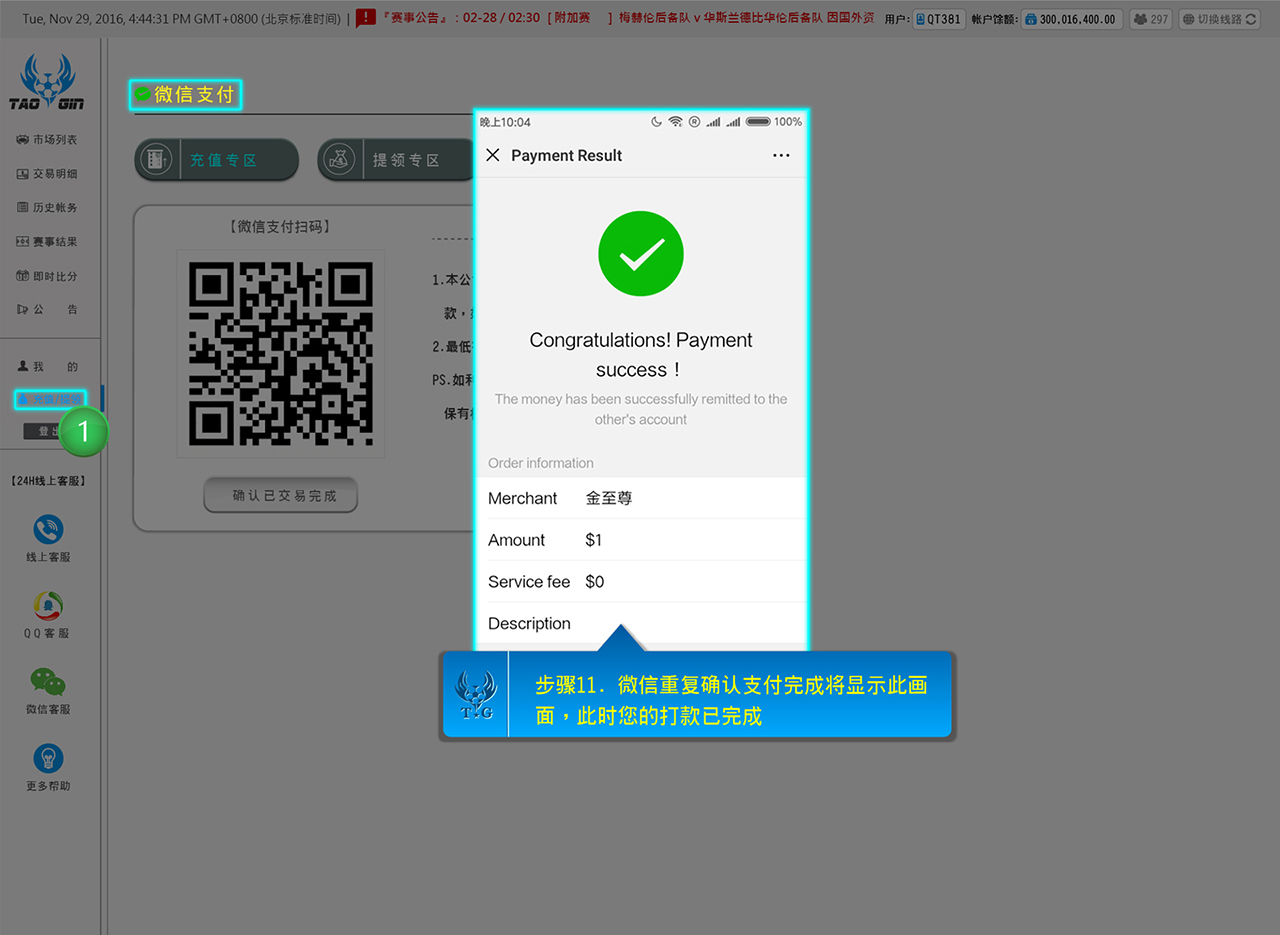 Tue, Nov 29, 2016, 4:44:31 PM GMT+0800 (北京标准时间) | 『赛事公告』：02-28 / 02:30 [ 附加赛 ] 梅赫伦后备队 v 华斯兰德比华伦后备队 因国外资 用户: QT381 帐户馀额: 300,016,400.00 297 切换线路
TAO GIN
市场列表
交易明细
历史帐务
赛事结果
即时比分
公 告
我 的
充值/提领
登出
1
【24H线上客服】
线上客服
QQ客服
微信客服
更多帮助
微信支付
充值专区
提领专区
【微信支付扫码】
确认已交易完成
1.本公
款，
2.最低
PS.如利
保有
晚上10:04 100%
Payment Result
Congratulations! Payment
success！
The money has been successfully remitted to the
other's account
Order information
Merchant 金至尊
Amount $1
Service fee $0
Description
T G
步骤11. 微信重复确认支付完成将显示此画
面，此时您的打款已完成